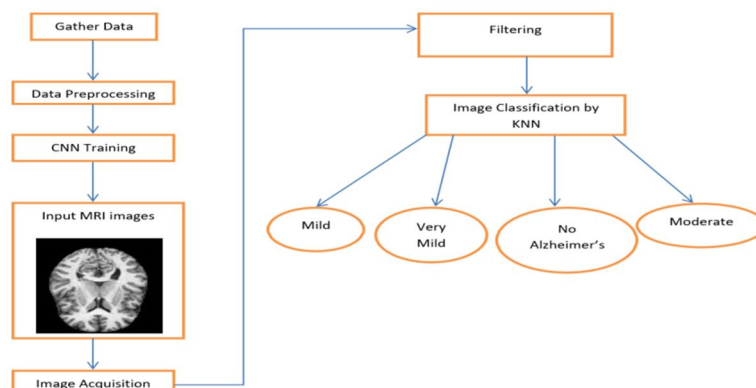 Gather Data
Data Preprocessing
CNN Training
Input MRI images
Image Acquisition
Filtering
Image Classification by
KNN
Mild
Very
Mild
No
Alzheimer's
Moderate